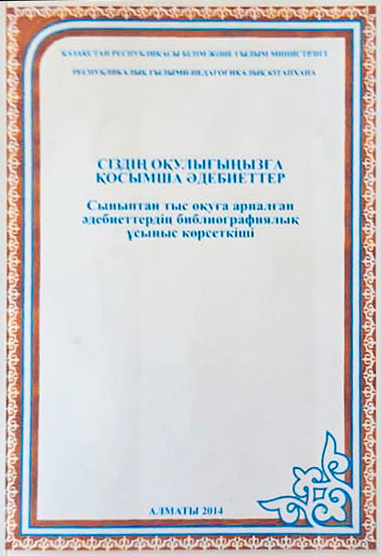 ҚАЗАҚСТАН РЕСПУБЛИКАСЫ БІЛІМ ЖӘНЕ ҒЫЛЫМ МИНИСТРЛІГІ
РЕСПУБЛИКАЛЫҚ ҒЫЛЫМИ-ПЕДАГОГИКАЛЫҚ КІТАПХАНА
СІЗДІҢ ОҚУЛЫҒЫҢЫЗҒА
ҚОСЫМША ӘДЕБИЕТТЕР
Сыныптан тыс оқуға арналған
әдебиеттердің библиографиялық
ұсыныс көрсеткіші
АЛМАТЫ 2014